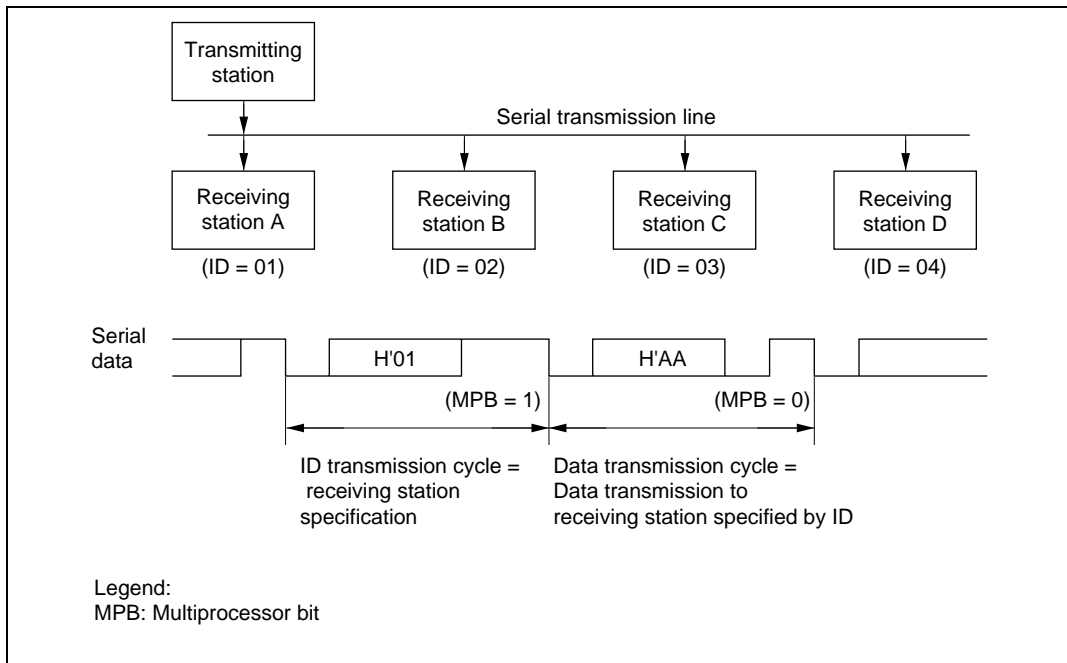 Transmitting
station
Serial transmission line
Receiving
station A
Receiving
station B
Receiving
station C
Receiving
station D
(ID = 01)
(ID = 02)
(ID = 03)
(ID = 04)
Serial
data
H'01
H'AA
(MPB = 1)
(MPB = 0)
ID transmission cycle =
receiving station
specification
Data transmission cycle =
Data transmission to
receiving station specified by ID
Legend:
MPB: Multiprocessor bit